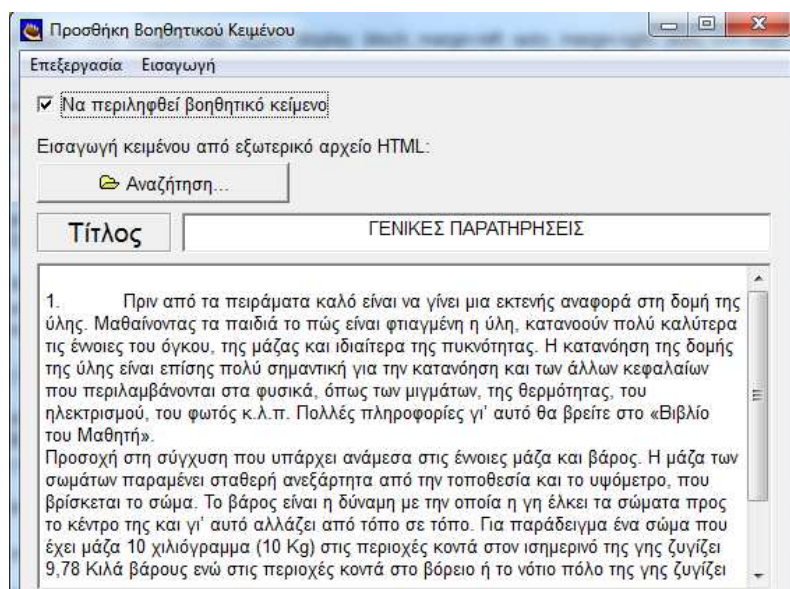 Προσθήκη Βοηθητικού Κειμένου
Επεξεργασία Εισαγωγή
Να περιληφθεί βοηθητικό κείμενο
Εισαγωγή κειμένου από εξωτερικό αρχείο HTML:
Αναζήτηση...
Τίτλος ΓΕΝΙΚΕΣ ΠΑΡΑΤΗΡΗΣΕΙΣ
1. Πριν από τα πειράματα καλό είναι να γίνει μια εκτενής αναφορά στη δομή της
ύλης. Μαθαίνοντας τα παιδιά το πώς είναι φτιαγμένη η ύλη, κατανοούν πολύ καλύτερα
τις έννοιες του όγκου, της μάζας και ιδιαίτερα της πυκνότητας. Η κατανόηση της δομής
της ύλης είναι επίσης πολύ σημαντική για την κατανόηση και των άλλων κεφαλαίων
που περιλαμβάνονται στα φυσικά, όπως των μιγμάτων, της θερμότητας, του
ηλεκτρισμού, του φωτός κ.λ.π. Πολλές πληροφορίες γι' αυτό θα βρείτε στο «Βιβλίο
του Μαθητή».
Προσοχή στη σύγχυση που υπάρχει ανάμεσα στις έννοιες μάζα και βάρος. Η μάζα των
σωμάτων παραμένει σταθερή ανεξάρτητα από την τοποθεσία και το υψόμετρο, που
βρίσκεται το σώμα. Το βάρος είναι η δύναμη με την οποία η γη έλκει τα σώματα προς
το κέντρο της και γι' αυτό αλλάζει από τόπο σε τόπο. Για παράδειγμα ένα σώμα που
έχει μάζα 10 χιλιόγραμμα (10 Kg) στις περιοχές κοντά στον ισημερινό της γης ζυγίζει
9,78 Κιλά βάρους ενώ στις περιοχές κοντά στο βόρειο ή το νότιο πόλο της γης ζυγίζει